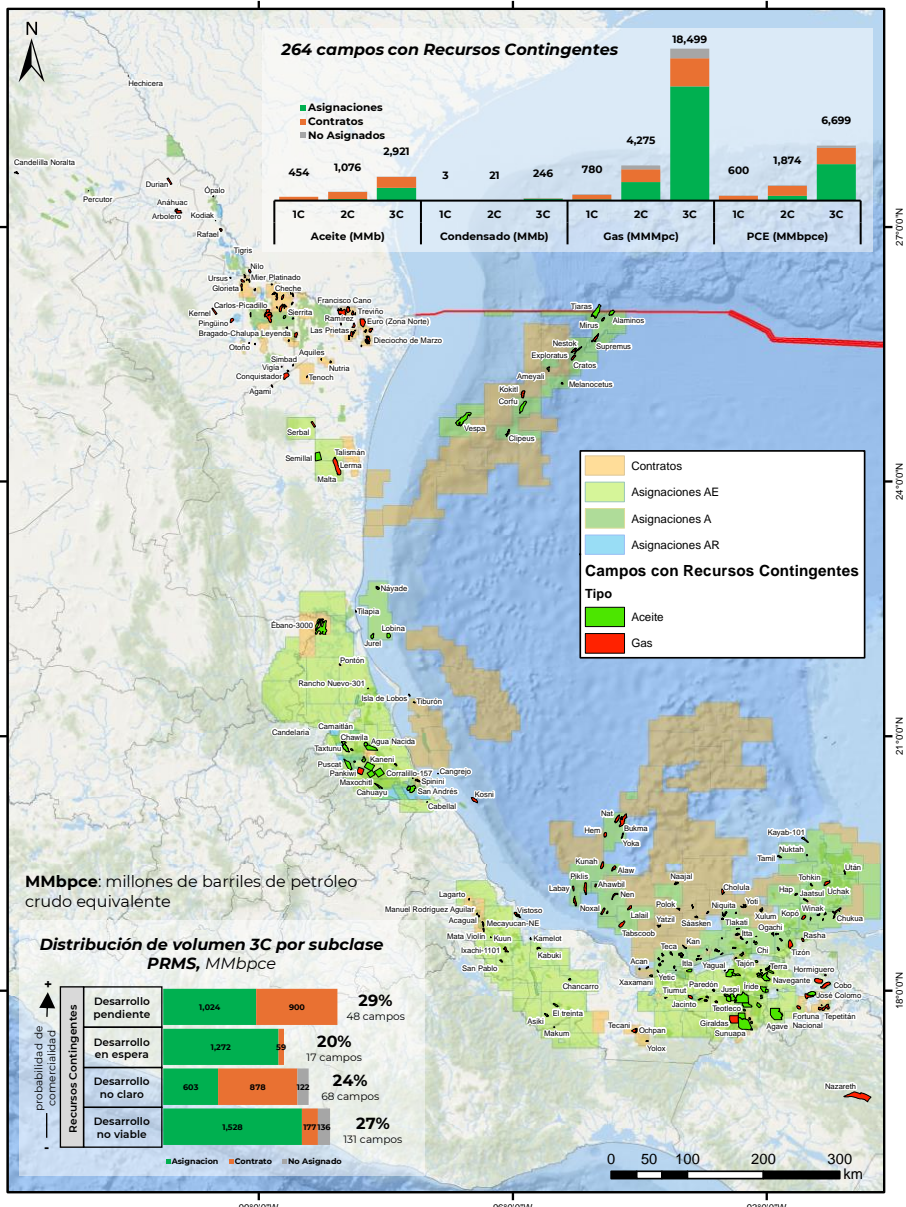 N
264 campos con Recursos Contingentes
Asignaciones
Contratos
No Asignados
454
1,076
2,921
3
21
246
780
4,275
18,499
600
1,874
6,699
1C 2C 3C 1C 2C 3C 1C 2C 3C 1C 2C 3C
Aceite (MMb) Condensado (MMb) Gas (MMMpc) PCE (MMbpce)
Hechicera
Candelilla Noralta
Percutor
Durian
Anáhuac
Arbolero
Ópalo
Kodiak
Rafael
27°0'0"N
Tigris
Nilo
Ursus
Mier Platinado
Glorieta
Cheche
Carlos-Picadillo
Francisco Cano
Kernel
Sierrita
Ramirez
Treviño
Pingüino
Las Prietas
Euro (Zona Norte)
Bragado-Chalupa Leyenda
Dieciocho de Marzo
Otoño
Simbad
Aquiles
Vigía
Nutria
Conquistador
Tenoch
Agami
Tiaras
Mirus
Alaminos
Nestok
Supremus
Exploratus
Cratos
Ameyali
Melanocetus
Kokitl
Corfu
Vespa
Clipeus
Serbal
Semillal
Talismán
Lerma
Malta
24°0'0"N
Contratos
Asignaciones AE
Asignaciones A
Asignaciones AR
Campos con Recursos Contingentes
Tipo
Aceite
Gas
Náyade
Tilapia
Ébano-3000
Lobina
Jurel
Pontón
Rancho Nuevo-301
Isla de Lobos
Tiburón
21°0'0"N
Camaitlán
Candelaria
Chawila
Agua Nacida
Taxtunu
Kaneni
Puscat
Pankiwi
Corralillo-157
Cangrejo
Maxochitl
Spinini
Cahuayu
San Andrés
Cabellal
Kosni
Nat
Bukma
Hem
Yoka
Kayab-101
Nuktah
Tamil
Kunah
Alaw
Után
Piklis
Ahawbil
Naajal
Tohkin
Labay
Nen
Cholula
Hap
Uchak
Jaatsul
Polok
Niquita
Yoti
Winak
Noxal
Lalail
Yatzil
Sáasken
Xulum
Kopó
Chukua
Tabscoob
Tlakati
Ogachi
Itta
Rasha
Kan
Teca
Chi
Tizón
Acan
Itla
Yagual
Tajón
Terra
Hormiguero
Xaxamani
Yetic
Paredón
Navegante
Cobo
Tiumut
Juspi
Íride
José Colomo
Jacinto
Teotleco
Fortuna Nacional
Tepetitán
Giraldas
Agave
Sunuapa
18°0'0"N
Lagarto
Manuel Rodríguez Aguilar
Acagual
Vistoso
Mecayucan-NE
Mata Violín
Kuun
Kamelot
Ixachi-1101
Kabuki
San Pablo
Chancarro
El treinta
Asiki
Makum
Tecani
Ochpan
Yolox
Nazareth
MMbpce: millones de barriles de petróleo
crudo equivalente
Distribución de volumen 3C por subclase
PRMS, MMbpce
+
probabilidad de
comercialidad
-
Recursos Contingentes
Desarrollo
pendiente
1,024 900
29%
48 campos
Desarrollo
en espera
1,272 59
20%
17 campos
Desarrollo
no claro
603 878 122
24%
68 campos
Desarrollo
no viable
1,528 177 136
27%
131 campos
Asignacion Contrato No Asignado
0 50 100 200 300
km